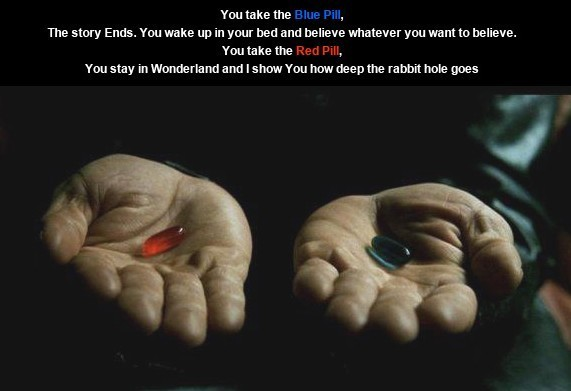 You take the Blue Pill,
The story Ends. You wake up in your bed and believe whatever you want to believe.
You take the Red Pill,
You stay in Wonderland and I show You how deep the rabbit hole goes